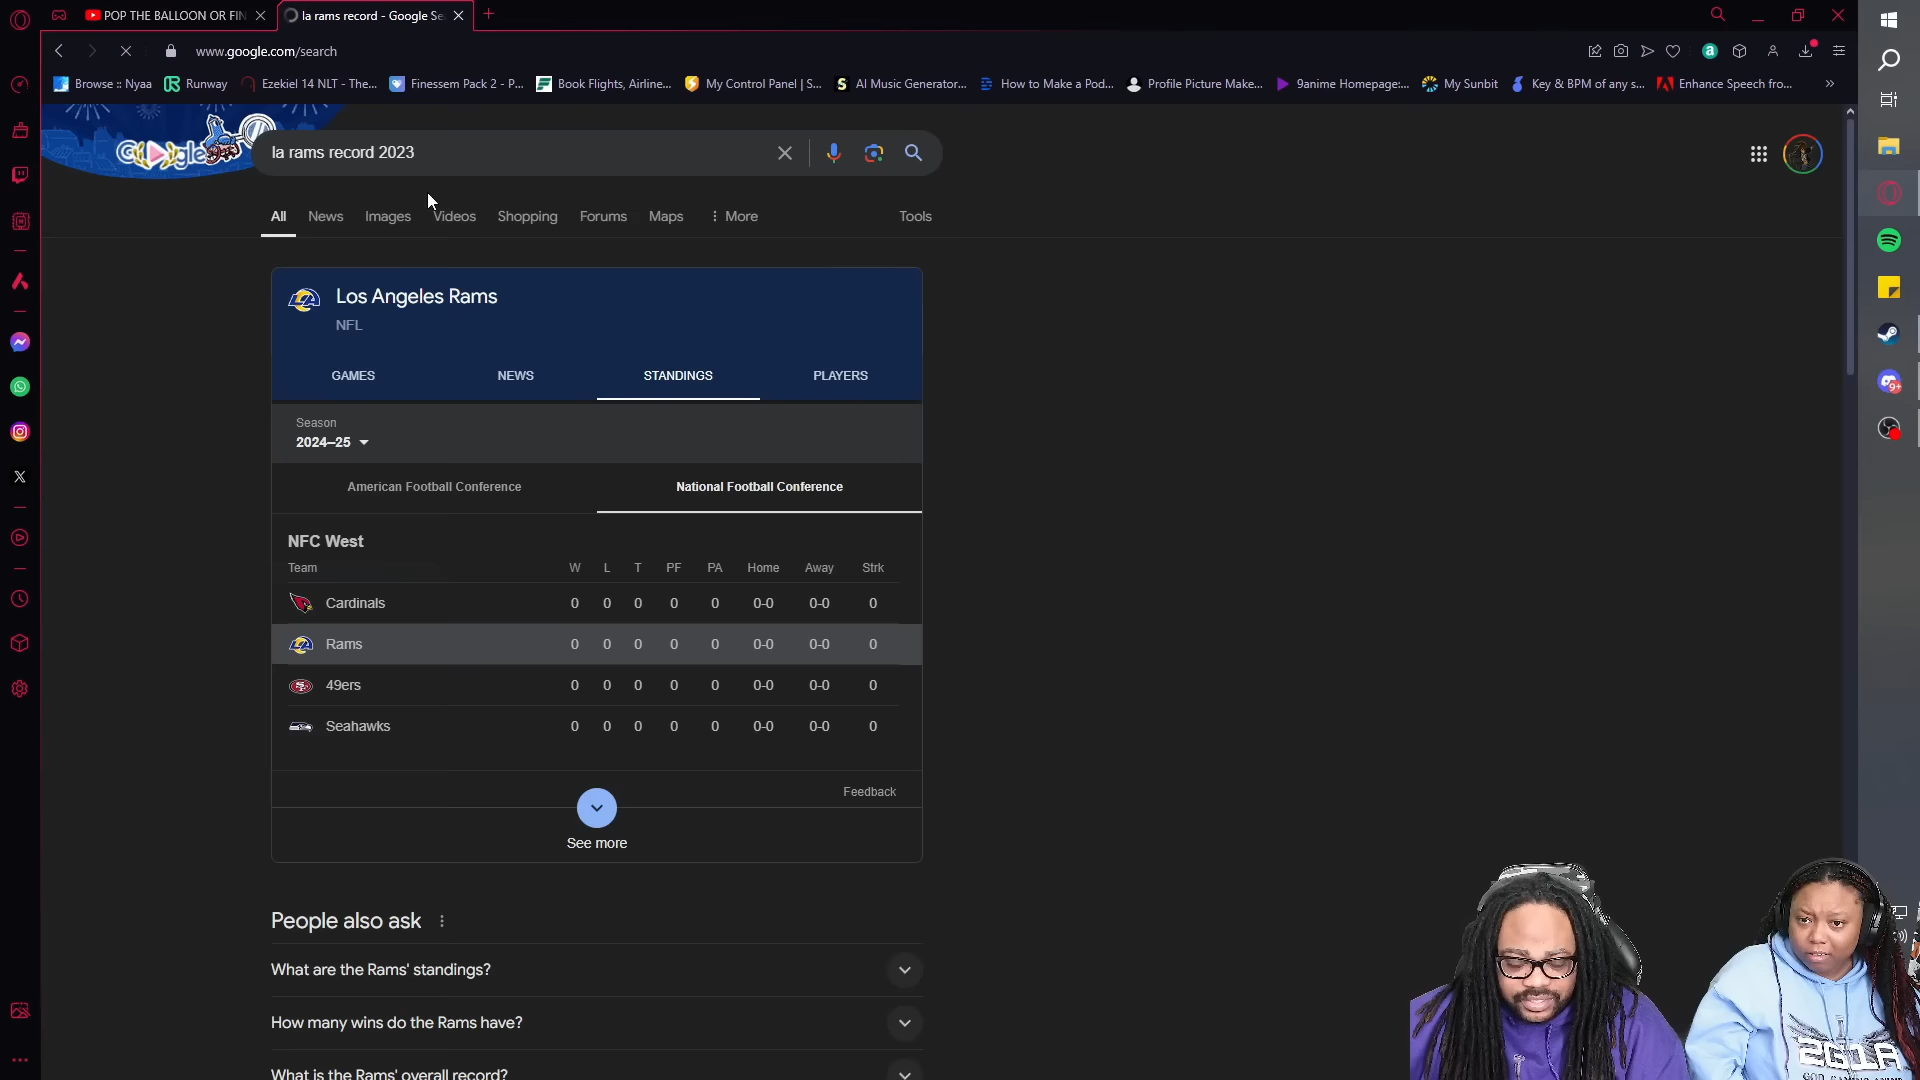 POP THE BALLOON OR FIN
la rams record - Google Se
www.google.com/search
Browse :: Nyaa
Runway
Ezekiel 14 NLT - The...
Finessem Pack 2 - P...
Book Flights, Airline...
My Control Panel | S...
AI Music Generator...
How to Make a Pod...
Profile Picture Make...
9anime Homepage:...
My Sunbit
Key & BPM of any s...
Enhance Speech fro...
Google
la rams record 2023
All News Images Videos Shopping Forums Maps More Tools
Los Angeles Rams
NFL
GAMES NEWS STANDINGS PLAYERS
Season
2024–25
American Football Conference National Football Conference
NFC West
Team W L T PF PA Home Away Strk
Cardinals 0 0 0 0 0 0-0 0-0 0
Rams 0 0 0 0 0 0-0 0-0 0
49ers 0 0 0 0 0 0-0 0-0 0
Seahawks 0 0 0 0 0 0-0 0-0 0
Feedback
See more
People also ask
What are the Rams' standings?
How many wins do the Rams have?
What is the Rams' overall record?
9+
2G1A